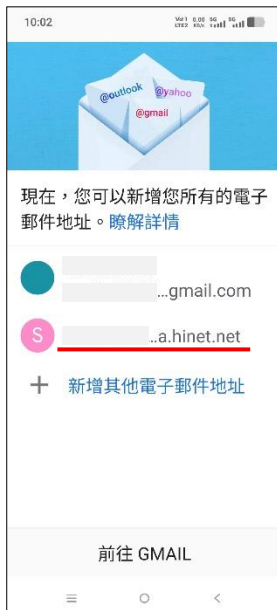 10:02
@outlook @yahoo
@gmail
現在，您可以新增您所有的電子
郵件地址。瞭解詳情
...gmail.com
S ...a.hinet.net
+ 新增其他電子郵件地址
前往 GMAIL